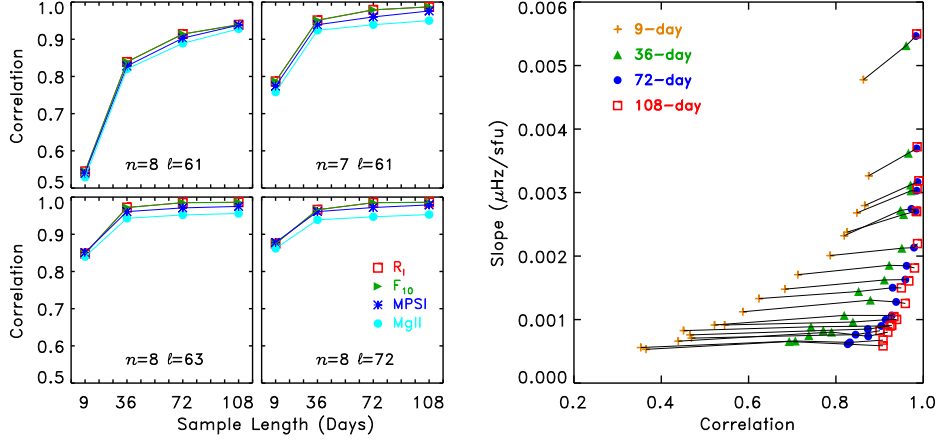 1.0
0.9
0.8
0.7
0.6
0.5
Correlation
n=8 ℓ=61
n=7 ℓ=61
1.0
0.9
0.8
0.7
0.6
0.5
Correlation
n=8 ℓ=63
R_I
F_10
MPSI
MgII
n=8 ℓ=72
9 36 72 108
9 36 72 108
Sample Length (Days)
0.006
0.005
0.004
0.003
0.002
0.001
0.000
Slope (μHz/sfu)
9-day
36-day
72-day
108-day
0.2 0.4 0.6 0.8 1.0
Correlation